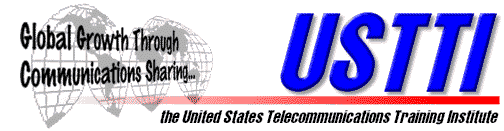 Global Growth Through
Communications Sharing...
USTTI
the United States Telecommunications Training Institute